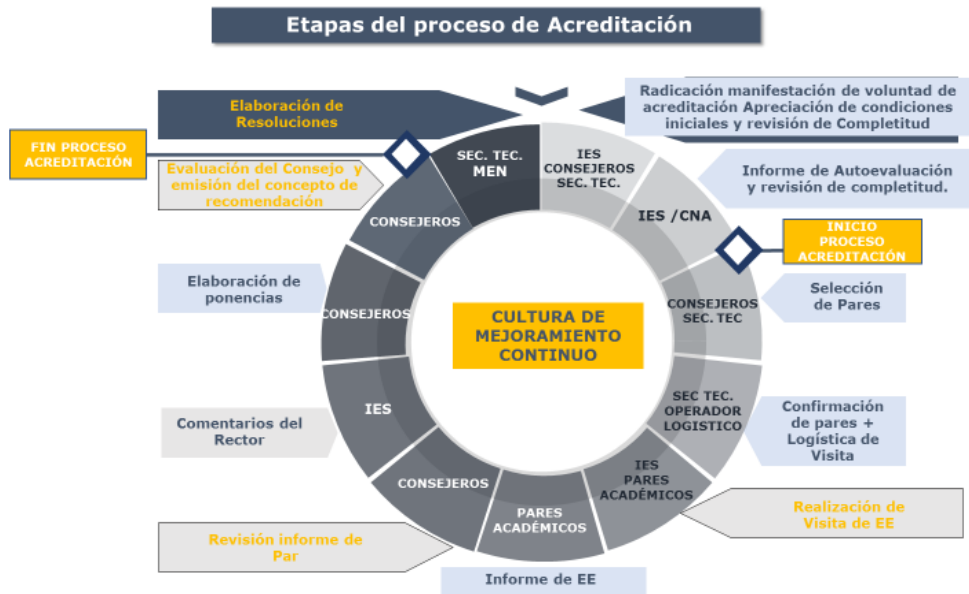 Etapas del proceso de Acreditación
Radicación manifestación de voluntad de
acreditación Apreciación de condiciones
iniciales y revisión de Completitud
Elaboración de
Resoluciones
FIN PROCESO
ACREDITACIÓN
Evaluación del Consejo y
emisión del concepto de
recomendación
SEC. TEC.
MEN
IES
CONSEJEROS
SEC. TEC.
Informe de Autoevaluación
y revisión de completitud.
CONSEJEROS
IES /CNA
INICIO
PROCESO
ACREDITACIÓN
Elaboración de
ponencias
CONSEJEROS
CULTURA DE
MEJORAMIENTO
CONTINUO
CONSEJEROS
SEC. TEC
Selección
de Pares
Comentarios del
Rector
IES
SEC TEC.
OPERADOR
LOGISTICO
Confirmación
de pares +
Logística de
Visita
CONSEJEROS
PARES
ACADÉMICOS
IES
PARES
ACADÉMICOS
Realización de
Visita de EE
Revisión informe de
Par
Informe de EE